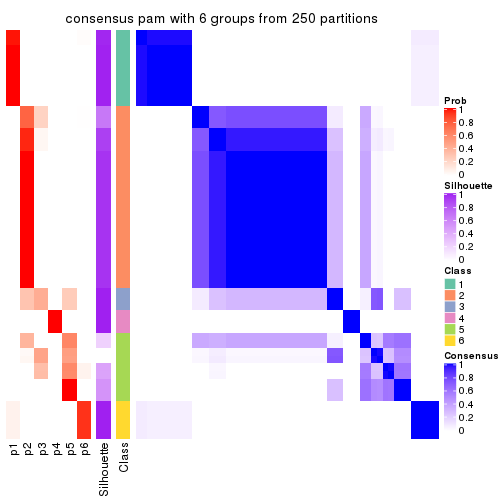 consensus pam with 6 groups from 250 partitions
Prob
1
0.8
0.6
0.4
0.2
0
Silhouette
1
0.8
0.6
0.4
0.2
0
Class
1
2
3
4
5
6
Consensus
1
0.8
0.6
0.4
0.2
0
p1
p2
p3
p4
p5
p6
Silhouette
Class